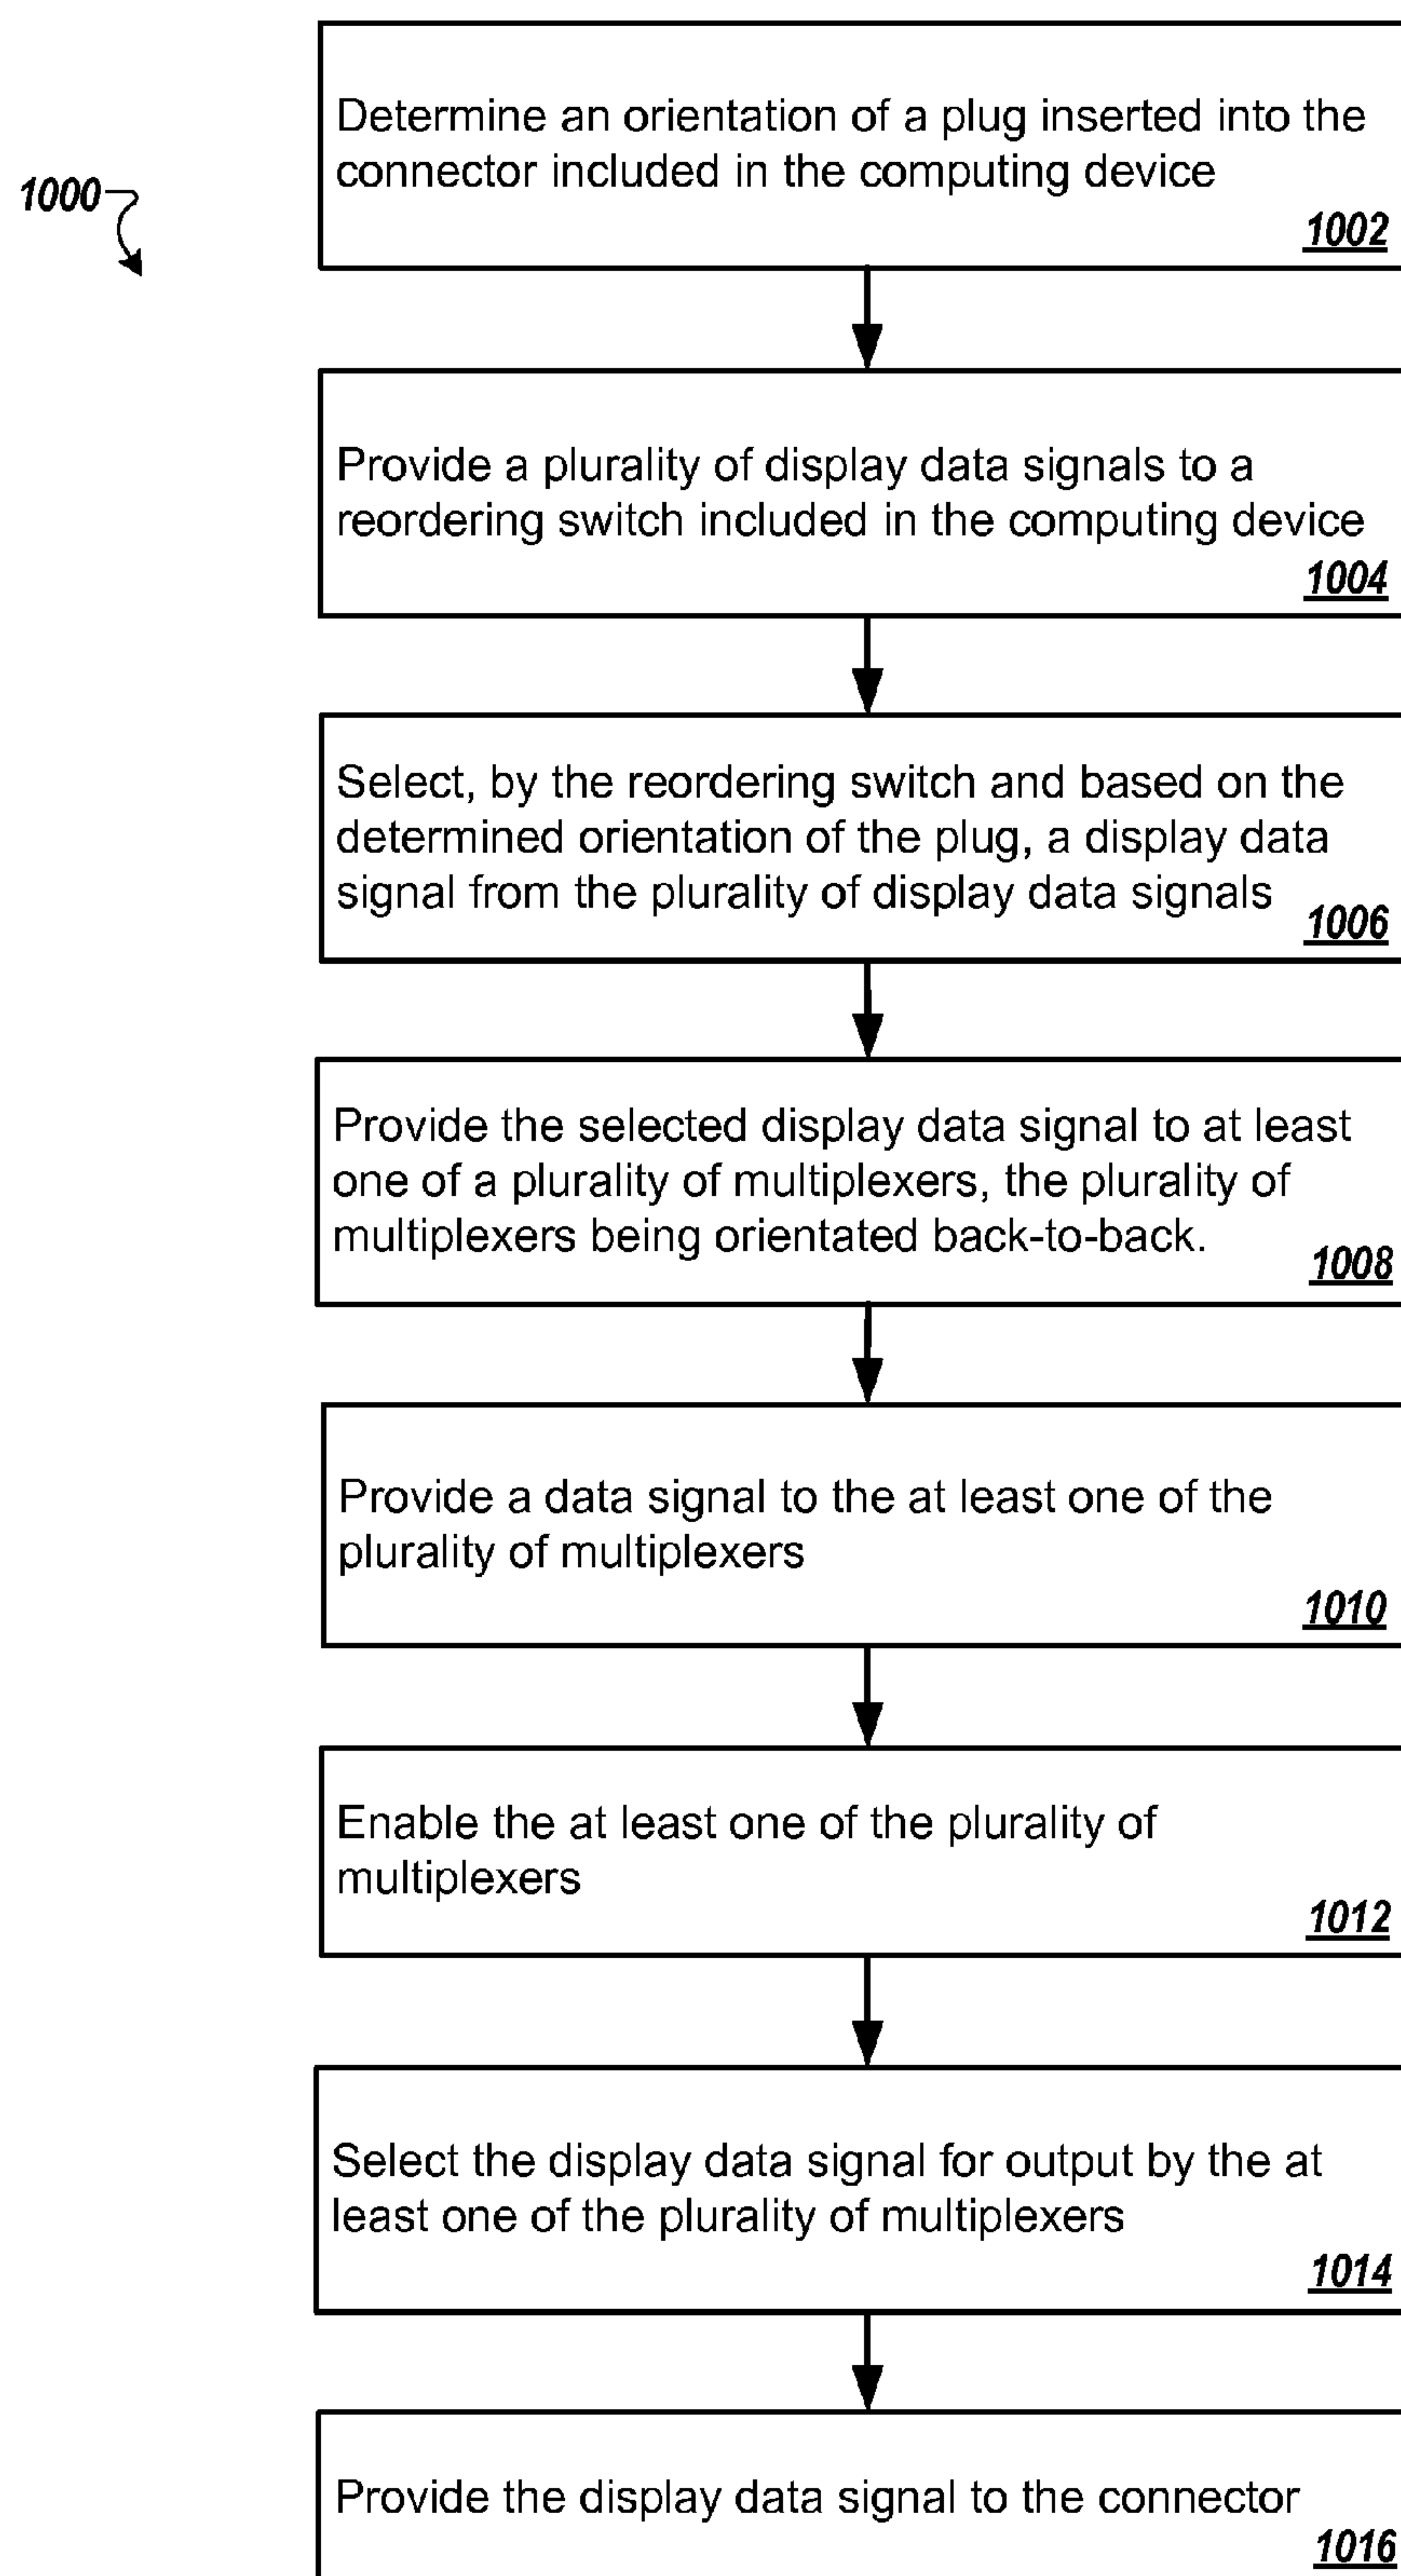 1000
Determine an orientation of a plug inserted into the
connector included in the computing device
1002
Provide a plurality of display data signals to a
reordering switch included in the computing device
1004
Select, by the reordering switch and based on the
determined orientation of the plug, a display data
signal from the plurality of display data signals
1006
Provide the selected display data signal to at least
one of a plurality of multiplexers, the plurality of
multiplexers being orientated back-to-back.
1008
Provide a data signal to the at least one of the
plurality of multiplexers
1010
Enable the at least one of the plurality of
multiplexers
1012
Select the display data signal for output by the at
least one of the plurality of multiplexers
1014
Provide the display data signal to the connector
1016